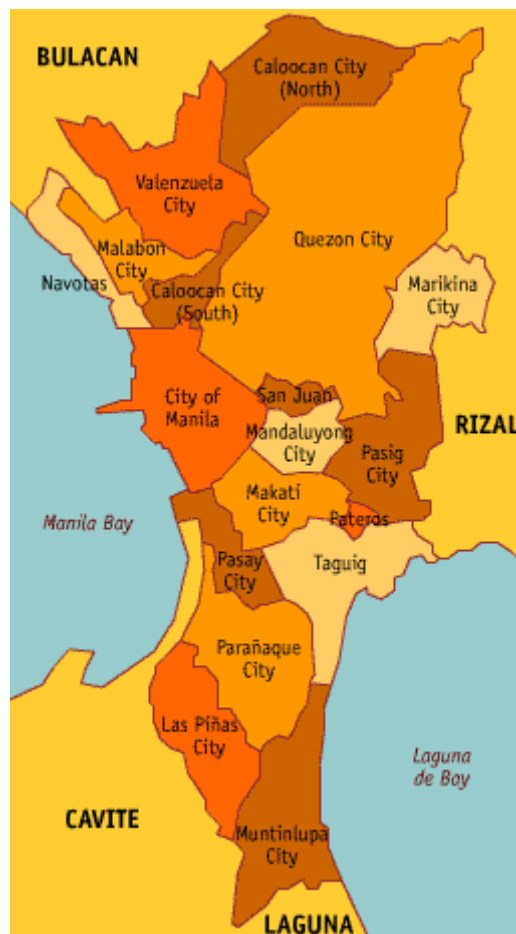 BULACAN
Caloocan City
(North)
Valenzuela
City
Malabon
City
Quezon City
Navotas
Caloocan City
(South)
Marikina
City
City of
Manila
San Juan
Mandaluyong
City
RIZAL
Pasig
City
Makati
City
Manila Bay
Pateros
Pasay
City
Taguig
Parañaque
City
Las Piñas
City
Laguna
de Bay
CAVITE
Muntinlupa
City
LAGUNA